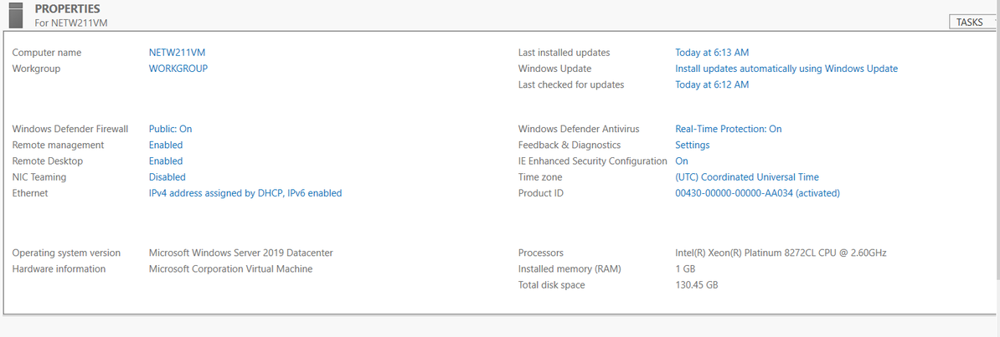 PROPERTIES
For NETW211VM
TASKS
Computer name NETW211VM
Workgroup WORKGROUP
Last installed updates Today at 6:13 AM
Windows Update Install updates automatically using Windows Update
Last checked for updates Today at 6:12 AM
Windows Defender Firewall Public: On
Remote management Enabled
Remote Desktop Enabled
NIC Teaming Disabled
Ethernet IPv4 address assigned by DHCP, IPv6 enabled
Windows Defender Antivirus Real-Time Protection: On
Feedback & Diagnostics Settings
IE Enhanced Security Configuration On
Time zone (UTC) Coordinated Universal Time
Product ID 00430-00000-00000-AA034 (activated)
Operating system version Microsoft Windows Server 2019 Datacenter
Hardware information Microsoft Corporation Virtual Machine
Processors Intel(R) Xeon(R) Platinum 8272CL CPU @ 2.60GHz
Installed memory (RAM) 1 GB
Total disk space 130.45 GB